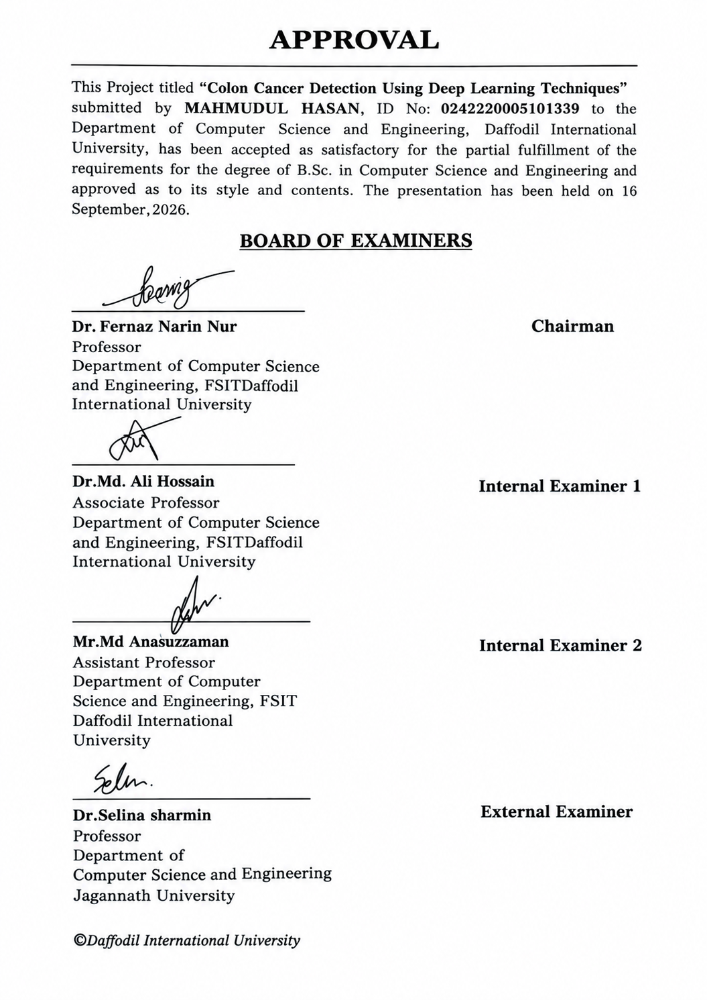 APPROVAL
This Project titled “Colon Cancer Detection Using Deep Learning Techniques”
submitted by MAHMUDUL HASAN, ID No: 0242220005101339 to the
Department of Computer Science and Engineering, Daffodil International
University, has been accepted as satisfactory for the partial fulfillment of the
requirements for the degree of B.Sc. in Computer Science and Engineering and
approved as to its style and contents. The presentation has been held on 16
September, 2026.
BOARD OF EXAMINERS
Dr. Fernaz Narin Nur
Chairman
Professor
Department of Computer Science
and Engineering, FSITDaffodil
International University
Dr.Md. Ali Hossain
Internal Examiner 1
Associate Professor
Department of Computer Science
and Engineering, FSITDaffodil
International University
Mr.Md Anasuzzaman
Internal Examiner 2
Assistant Professor
Department of Computer
Science and Engineering, FSIT
Daffodil International
University
Dr.Selina sharmin
External Examiner
Professor
Department of
Computer Science and Engineering
Jagannath University
©Daffodil International University